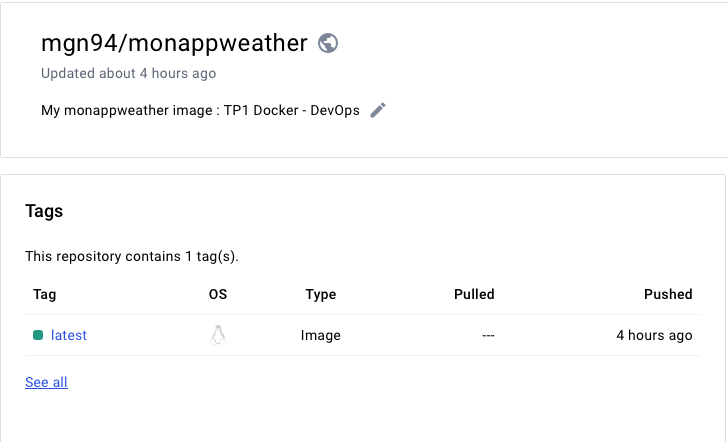 mgn94/monappweather
Updated about 4 hours ago
My monappweather image : TP1 Docker - DevOps
Tags
This repository contains 1 tag(s).
Tag OS Type Pulled Pushed
latest Image --- 4 hours ago
See all